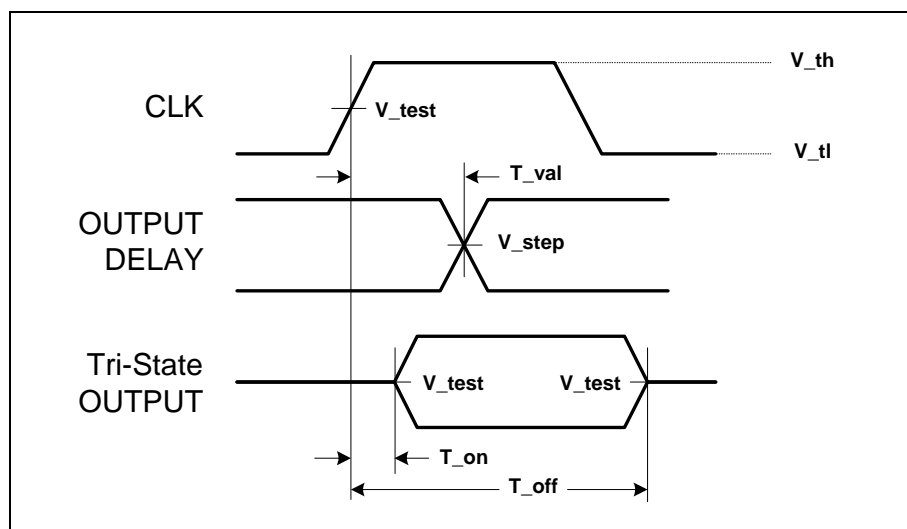 V_th
CLK
V_test
V_tl
T_val
OUTPUT
DELAY
V_step
Tri-State
OUTPUT
V_test
V_test
T_on
T_off